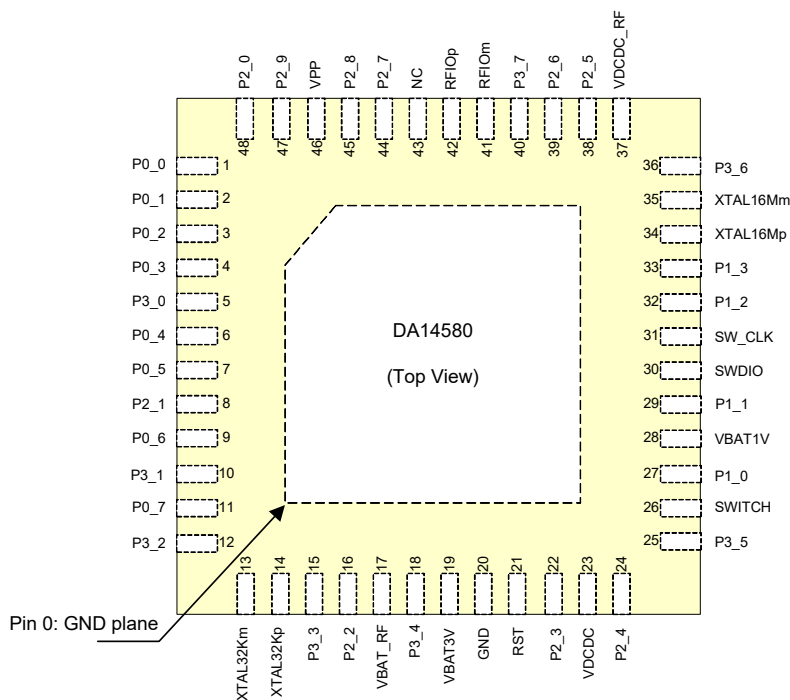 P2_0
P2_9
VPP
P2_8
P2_7
NC
RFIOp
RFIOm
P3_7
P2_6
P2_5
VDCDC_RF
48
47
46
45
44
43
42
41
40
39
38
37
P0_0 1
P0_1 2
P0_2 3
P0_3 4
P3_0 5
P0_4 6
P0_5 7
P2_1 8
P0_6 9
P3_1 10
P0_7 11
P3_2 12
DA14580
(Top View)
36 P3_6
35 XTAL16Mm
34 XTAL16Mp
33 P1_3
32 P1_2
31 SW_CLK
30 SWDIO
29 P1_1
28 VBAT1V
27 P1_0
26 SWITCH
25 P3_5
13
14
15
16
17
18
19
20
21
22
23
24
Pin 0: GND plane
XTAL32Km
XTAL32Kp
P3_3
P2_2
VBAT_RF
P3_4
VBAT3V
GND
RST
P2_3
VDCDC
P2_4